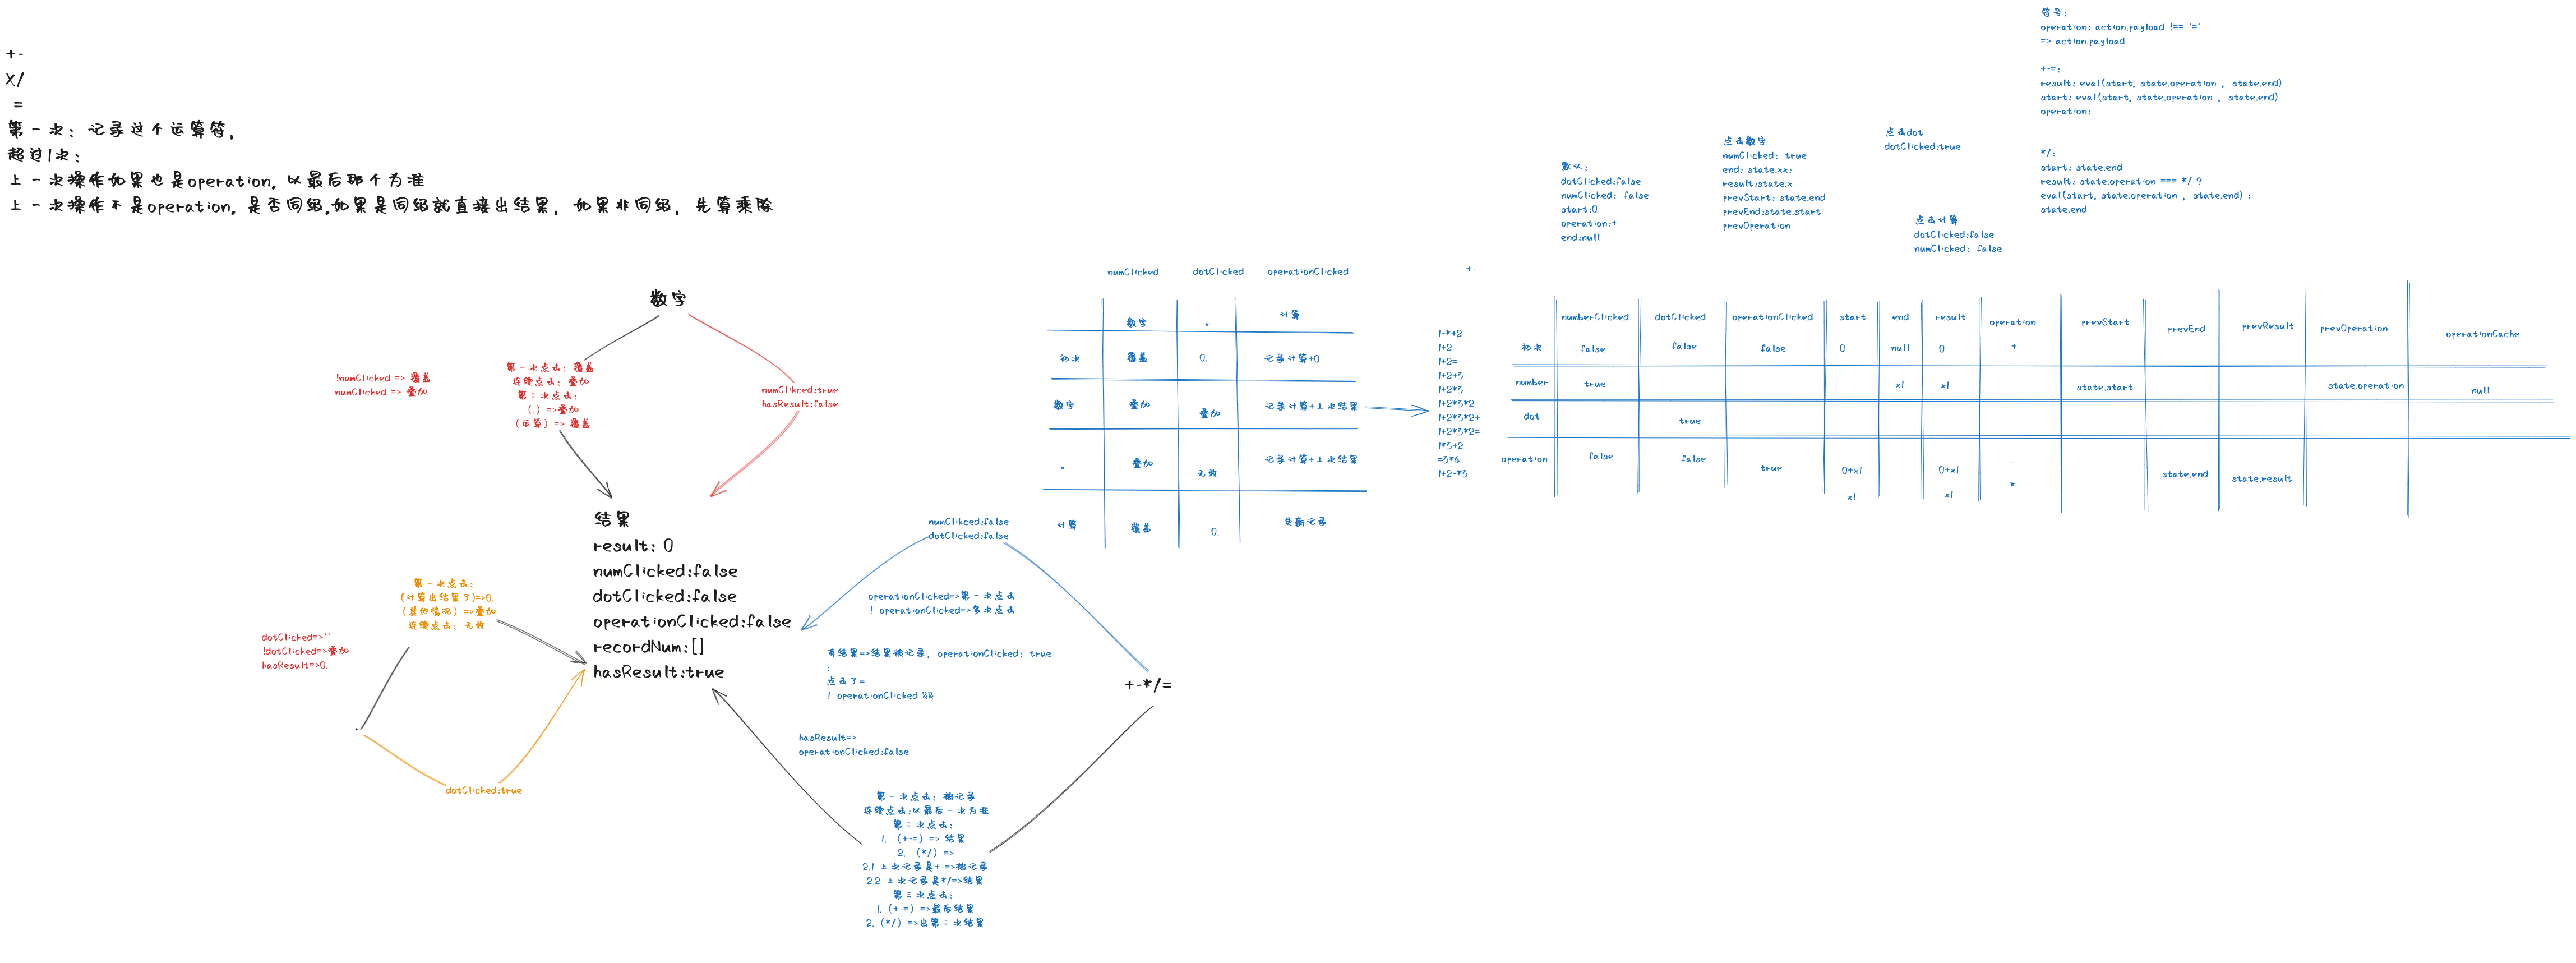 +-
X/
=
第一次：记录这个运算符，
超过1次：
上一次操作如果也是operation，以最后那个为准
上一次操作不是operation，是否同级.如果是同级就直接出结果，如果非同级，先算乘除
数字
!numClicked => 覆盖
numClicked => 叠加
第一次点击：覆盖
连续点击：叠加
第二次点击：
（.）=>叠加
（运算）=> 覆盖
numClikced:true
hasResult:false
结果
result: 0
numClicked:false
dotClicked:false
operationClicked:false
recordNum:[]
hasResult:true
第一次点击：
(计算出结果了)=>0.
（其他情况）=>叠加
连续点击：无效
dotClicked=>''
!dotClicked=>叠加
hasResult=>0.
.
dotClicked:true
numClikced:false
dotClicked:false
operationClicked=>第一次点击
! operationClicked=>多次点击
有结果=>结果被记录，operationClicked: true
:
点击了=
! operationClicked &&
+-*/=
hasResult=>
operationClicked:false
第一次点击：被记录
连续点击:以最后一次为准
第二次点击：
1. （+-=）=> 结果
2. （*/）=>
2.1 上次记录是+-=>被记录
2.2 上次记录是*/=>结果
第三次点击：
1.（+-=）=>最后结果
2.（*/）=>出第二次结果
numClicked dotClicked operationClicked
数字 . 计算
初次 覆盖 0. 记录计算+0
数字 叠加 叠加 记录计算+上次结果
. 叠加 无效 记录计算+上次结果
计算 覆盖 0. 更新记录
+-
1-*+2
1+2
1+2=
1+2+3
1+2*3
1+2*3*2
1+2*3*2+
1+2*3*2=
1*3+2
=3*4
1+2-*3
默认：
dotClicked:false
numClicked: false
start:0
operation:+
end:null
点击数字
numClicked: true
end: state.xx:
result:state.x
prevStart: state.end
prevEnd:state.start
prevOperation
点击dot
dotClicked:true
点击计算
dotClicked:false
numClicked: false
符号：
operation: action.payload !== '='
=> action.payload
+-=:
result: eval(start, state.operation , state.end)
start: eval(start, state.operation , state.end)
operation:
*/:
start: state.end
result: state.operation === */ ?
eval(start, state.operation , state.end) :
state.end
numberClicked dotClicked operationClicked start end result operation prevStart prevEnd prevResult prevOperation operationCache
初次 false false false 0 null 0 +
number true x1 x1 state.start state.operation null
dot true
operation false false true 0+x1 0+x1 - state.end state.result
x1 x1 *